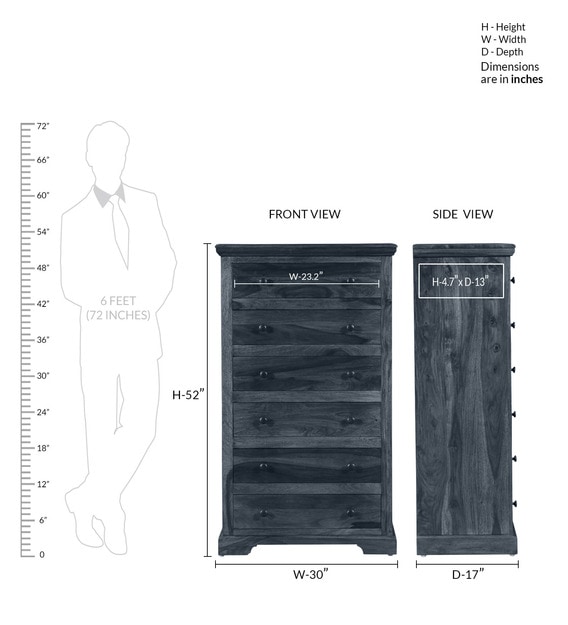 H - Height
W - Width
D - Depth
Dimensions
are in inches
72"
66"
60"
54"
48"
42"
36"
30"
24"
18"
12"
6"
0
6 FEET
(72 INCHES)
FRONT VIEW
SIDE VIEW
W-23.2"
H-4.7"x D-13"
H-52"
W-30"
D-17"